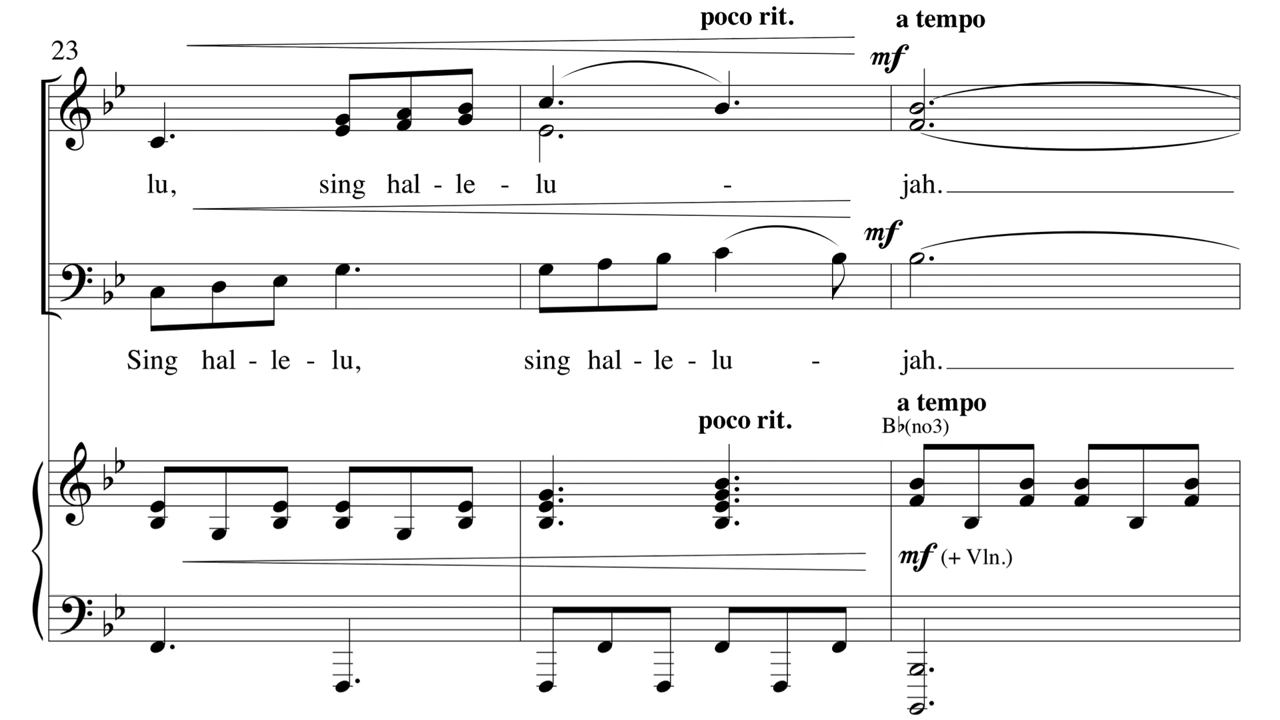 poco rit. a tempo
23
mf
lu, sing hal - le - lu - jah.
mf
Sing hal - le - lu, sing hal - le - lu - jah.
a tempo
poco rit. B♭(no3)
mf (+ Vln.)